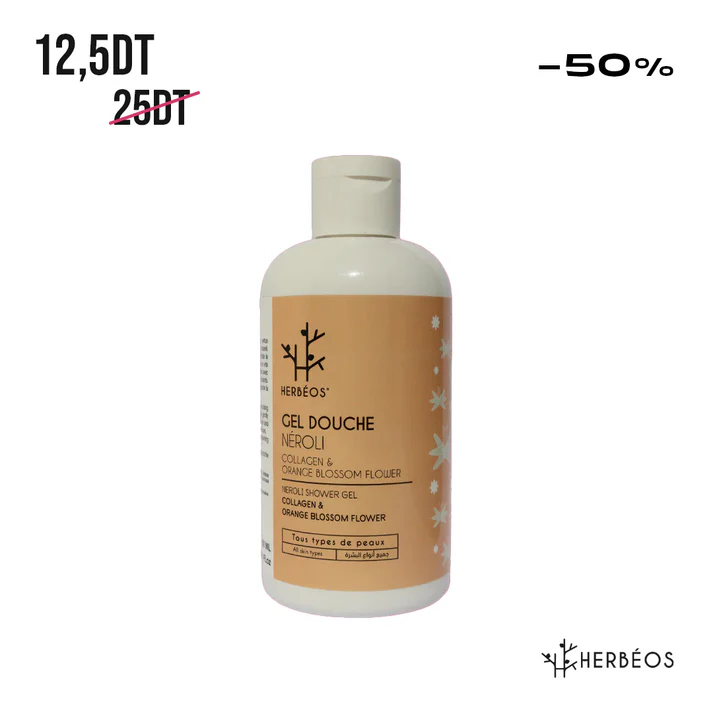 12,5DT
25DT
-50%
HERBÉOS®
GEL DOUCHE
NÉROLI
COLLAGEN &
ORANGE BLOSSOM FLOWER
NEROLI SHOWER GEL
COLLAGEN &
ORANGE BLOSSOM FLOWER
Tous types de peaux
All skin types
جميع أنواع البشرة
HERBÉOS